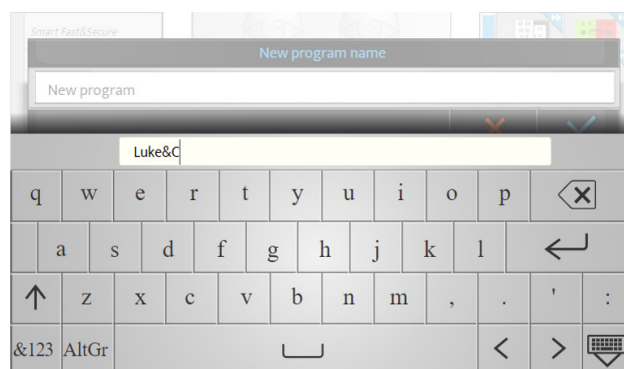 Smart Fast&Secure
New program name
New program
Luke&C
q w e r t y u i o p
a s d f g h j k l
z x c v b n m , . ' :
&123 AltGr < >